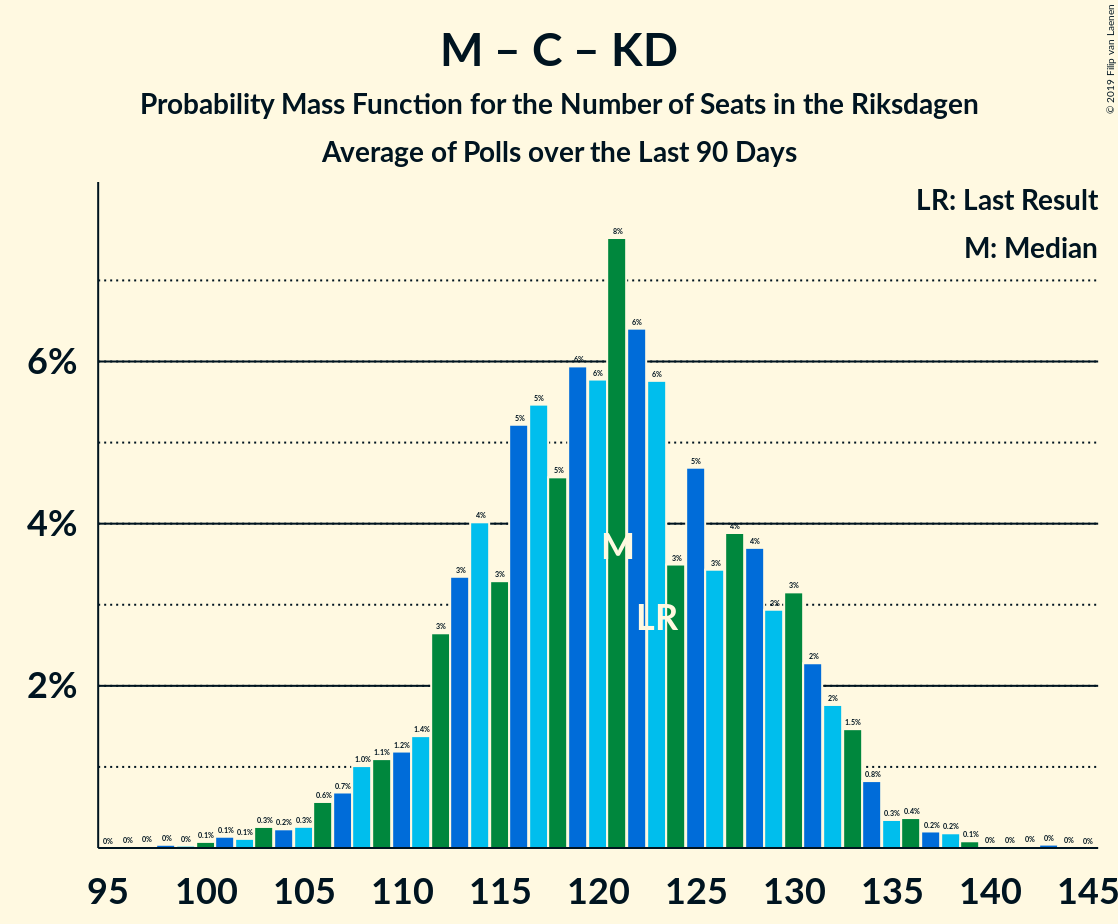 M – C – KD
Probability Mass Function for the Number of Seats in the Riksdagen
Average of Polls over the Last 90 Days
© 2019 Filip van Laenen
LR: Last Result
M: Median
6%
4%
2%
0% 0% 0% 0% 0% 0.1% 0.1% 0.1% 0.3% 0.2% 0.3% 0.6% 0.7% 1.0% 1.1% 1.2% 1.4% 3% 3% 4% 3% 5% 5% 5% 6% 6% 8% 6% 6% 3% 5% 3% 4% 4% 3% 3% 2% 2% 1.5% 0.8% 0.3% 0.4% 0.2% 0.2% 0.1% 0% 0% 0% 0% 0% 0%
M
LR
95 100 105 110 115 120 125 130 135 140 145